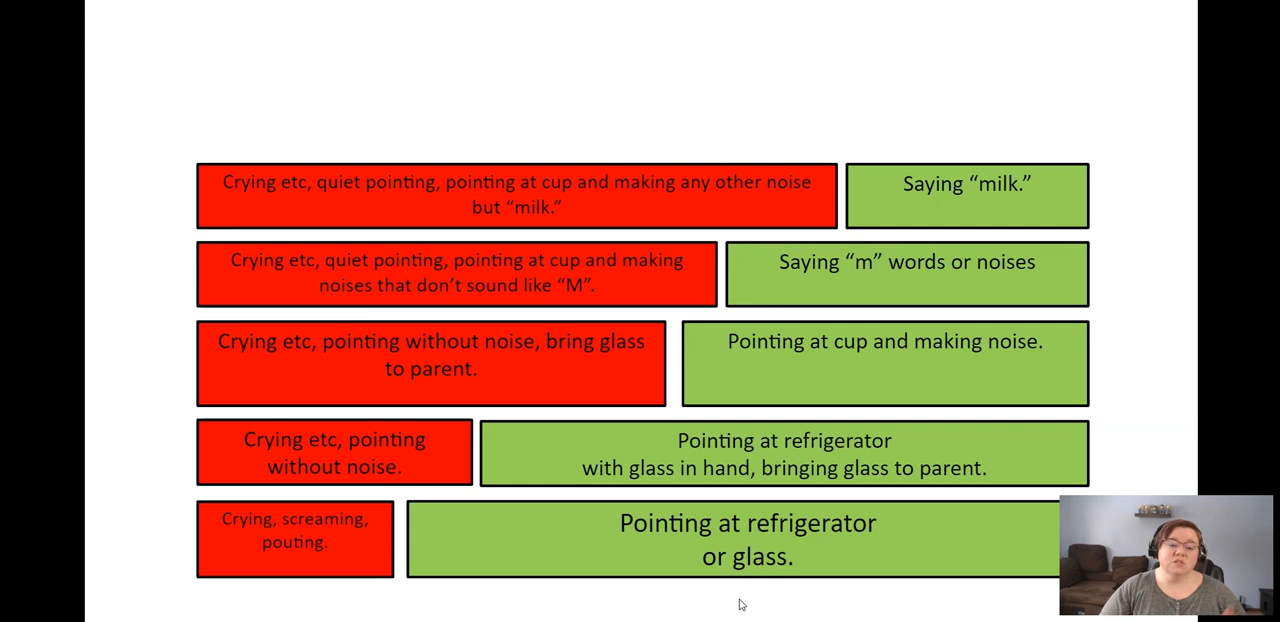 Crying etc, quiet pointing, pointing at cup and making any other noise
but “milk.”
Saying “milk.”
Crying etc, quiet pointing, pointing at cup and making
noises that don’t sound like “M”.
Saying “m” words or noises
Crying etc, pointing without noise, bring glass
to parent.
Pointing at cup and making noise.
Crying etc, pointing
without noise.
Pointing at refrigerator
with glass in hand, bringing glass to parent.
Crying, screaming,
pouting.
Pointing at refrigerator
or glass.